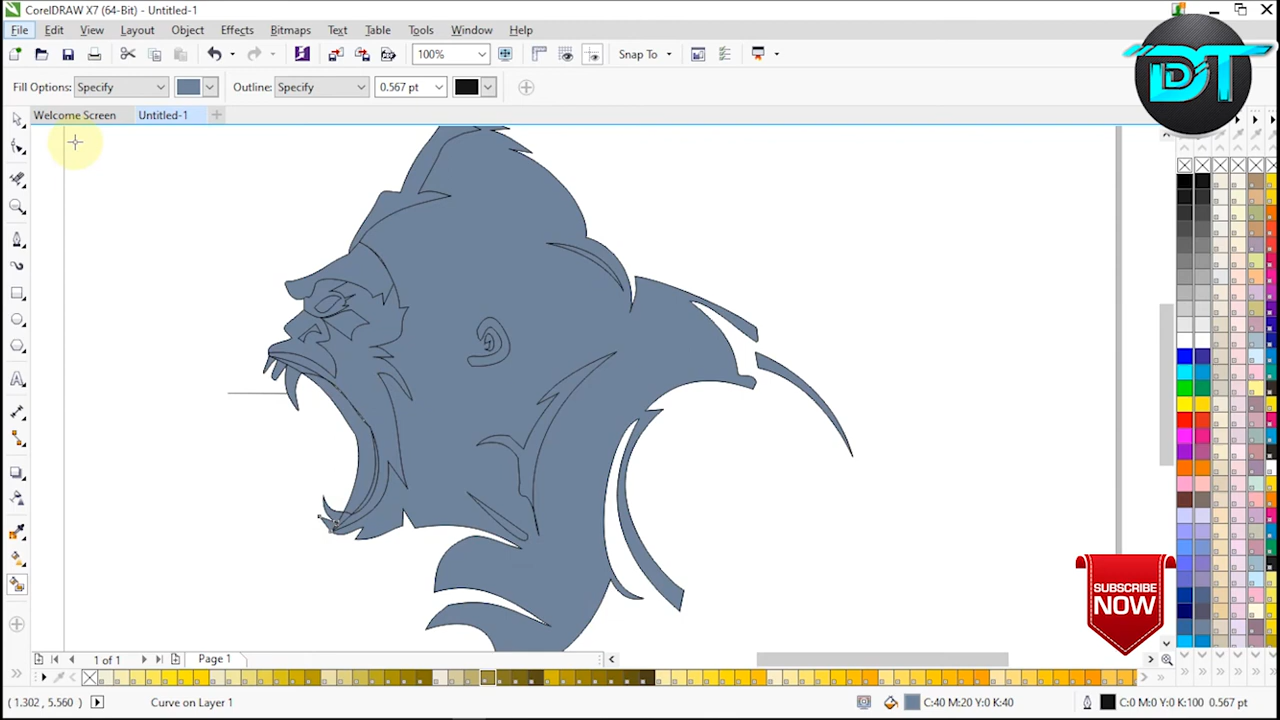 CorelDRAW X7 (64-Bit) - Untitled-1
File Edit View Layout Object Effects Bitmaps Text Table Tools Window Help
100% Snap To
Fill Options: Specify Outline: Specify 0.567 pt
Welcome Screen Untitled-1
DT
SUBSCRIBE
NOW
1 of 1 Page 1
( 1.302, 5.560 ) Curve on Layer 1 C:40 M:20 Y:0 K:40 C:0 M:0 Y:0 K:100 0.567 pt